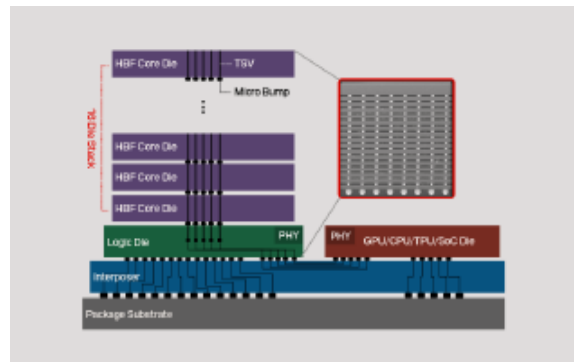 HBF Core Die
TSV
Micro Bump
16 Die Stack
HBF Core Die
HBF Core Die
HBF Core Die
Logic Die
PHY
PHY
GPU/CPU/TPU/SoC Die
Interposer
Package Substrate